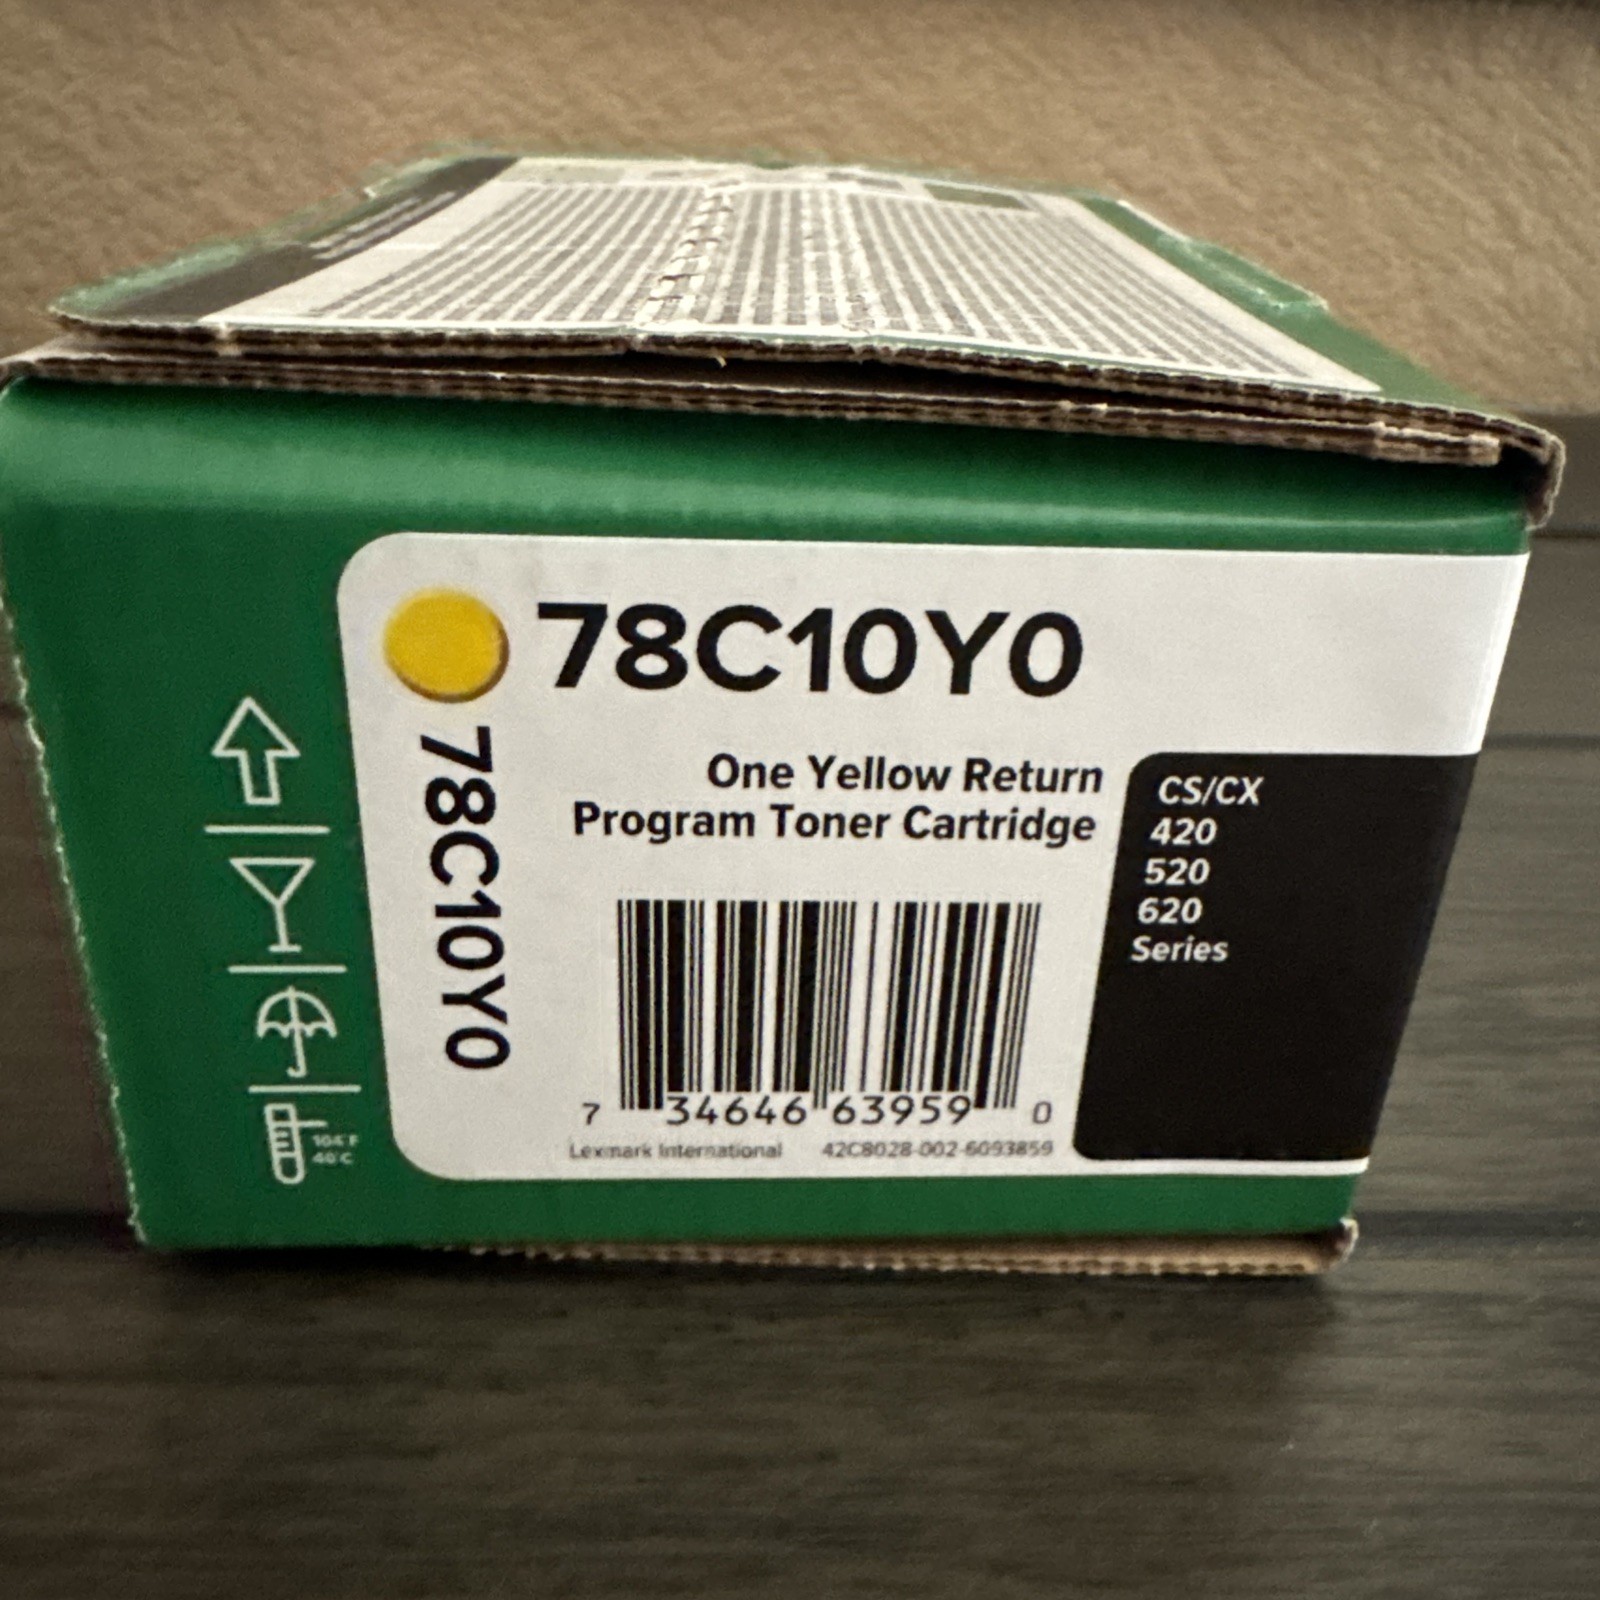 78C10Y0
78C10Y0
One Yellow Return
Program Toner Cartridge
CS/CX
420
520
620
Series
7 34646 63959 0
Lexmark International 42C8028-002-6093859
104°F
40°C